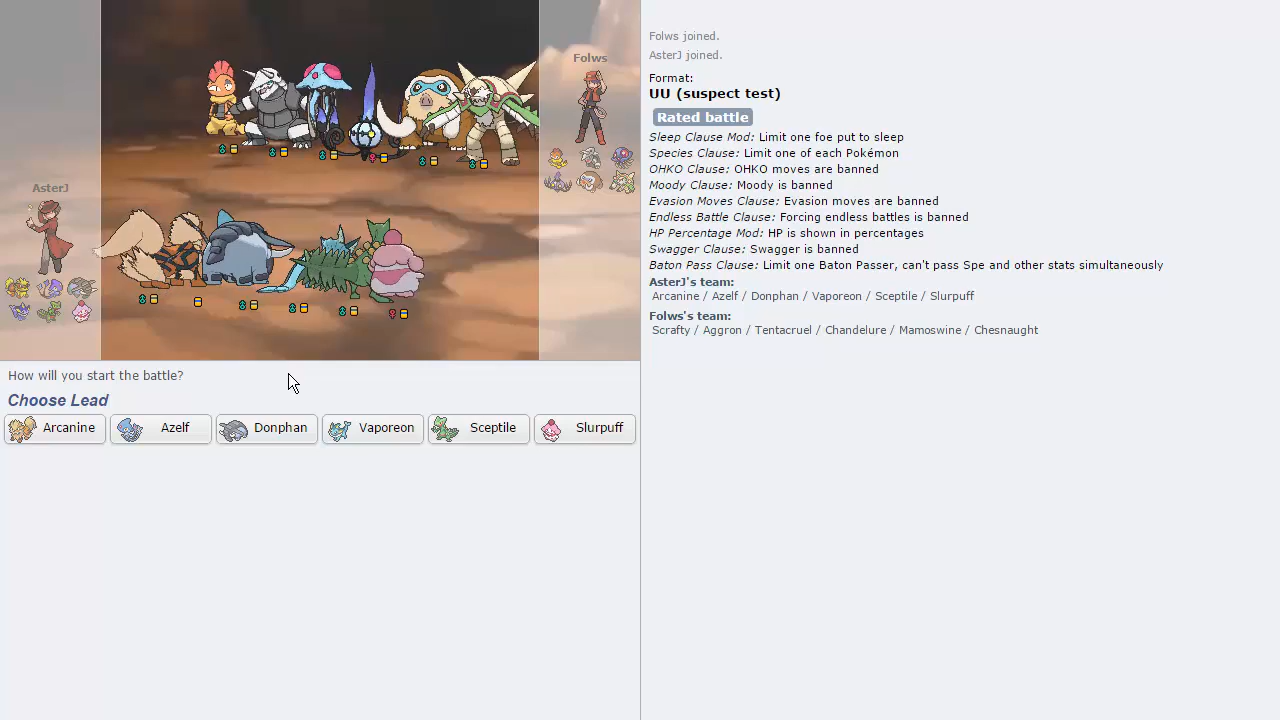 Folws
AsterJ
How will you start the battle?
Choose Lead
Arcanine Azelf Donphan Vaporeon Sceptile Slurpuff
Folws joined.
AsterJ joined.
Format:
UU (suspect test)
Rated battle
Sleep Clause Mod: Limit one foe put to sleep
Species Clause: Limit one of each Pokémon
OHKO Clause: OHKO moves are banned
Moody Clause: Moody is banned
Evasion Moves Clause: Evasion moves are banned
Endless Battle Clause: Forcing endless battles is banned
HP Percentage Mod: HP is shown in percentages
Swagger Clause: Swagger is banned
Baton Pass Clause: Limit one Baton Passer, can't pass Spe and other stats simultaneously
AsterJ's team:
Arcanine / Azelf / Donphan / Vaporeon / Sceptile / Slurpuff
Folws's team:
Scrafty / Aggron / Tentacruel / Chandelure / Mamoswine / Chesnaught